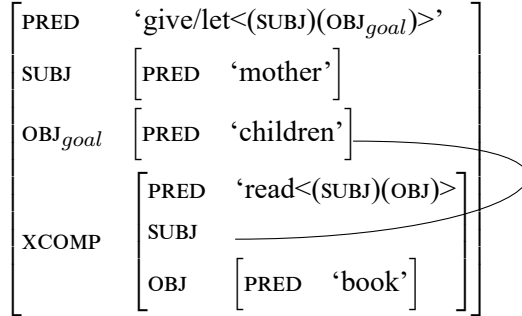 PRED ‘give/let<(SUBJ)(OBJgoal)>’
SUBJ [PRED ‘mother’]
OBJgoal [PRED ‘children’]
PRED ‘read<(SUBJ)(OBJ)>
XCOMP SUBJ
OBJ [PRED ‘book’]